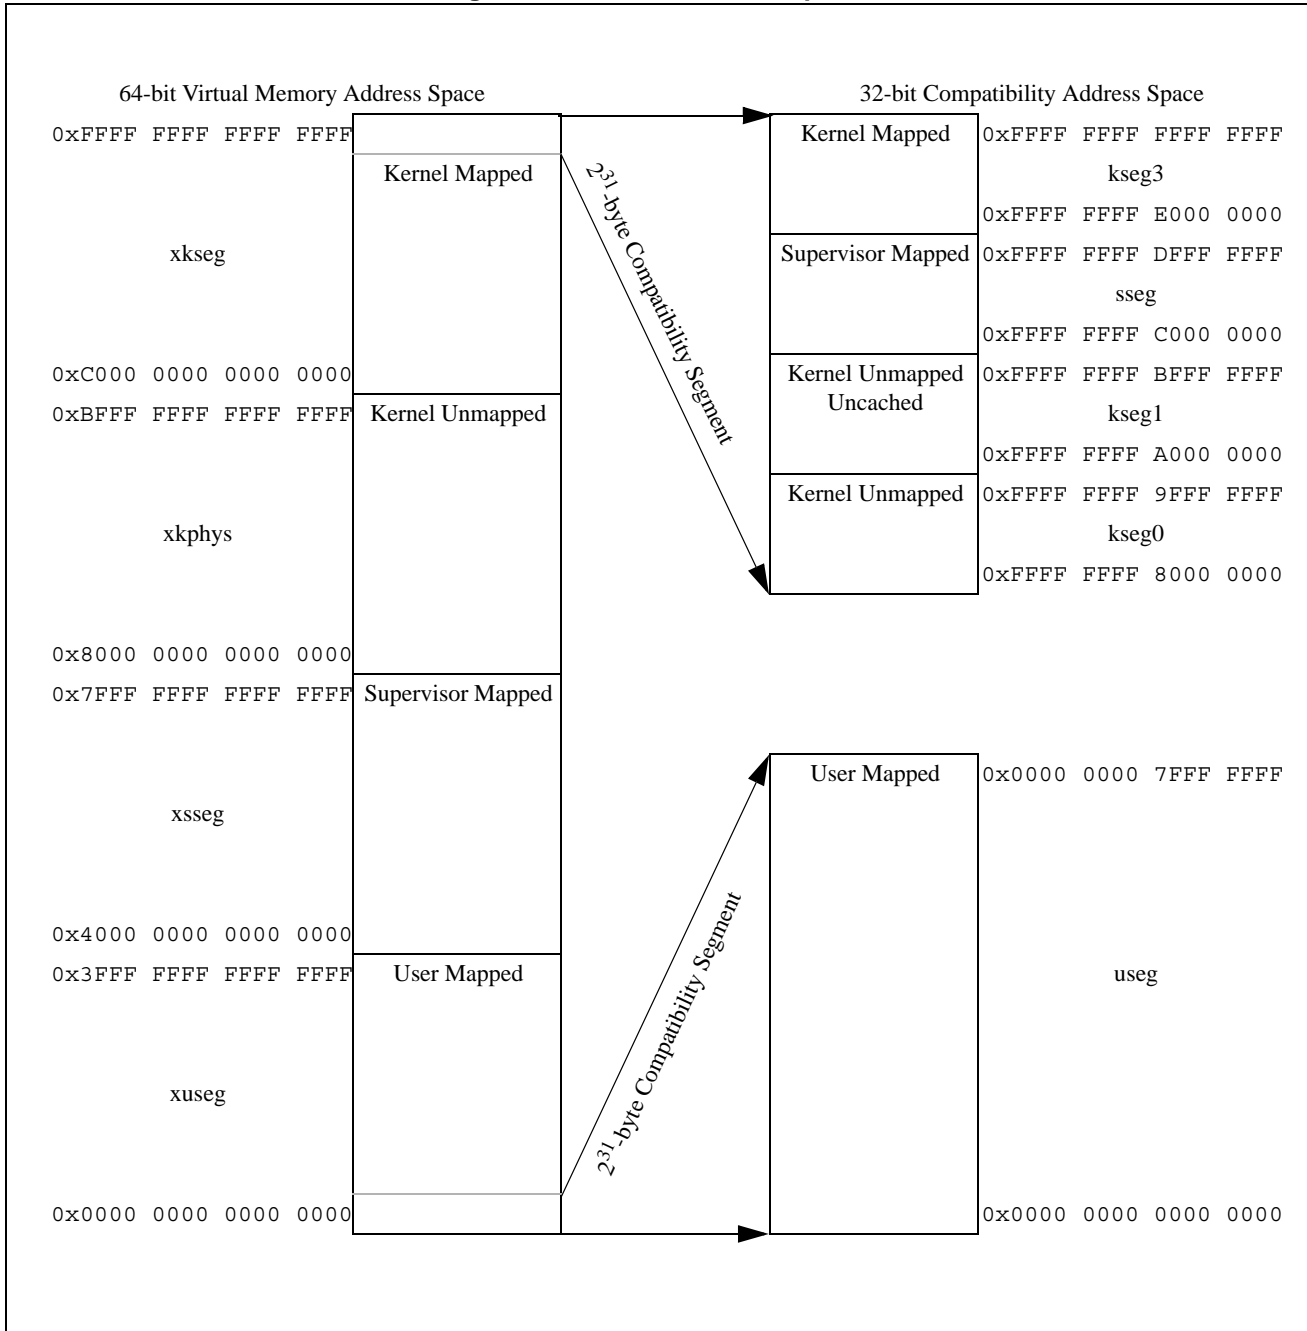 64-bit Virtual Memory Address Space
0xFFFF FFFF FFFF FFFF
Kernel Mapped
xkseg
0xC000 0000 0000 0000
0xBFFF FFFF FFFF FFFF
Kernel Unmapped
xkphys
0x8000 0000 0000 0000
0x7FFF FFFF FFFF FFFF
Supervisor Mapped
xsseg
0x4000 0000 0000 0000
0x3FFF FFFF FFFF FFFF
User Mapped
xuseg
0x0000 0000 0000 0000
2^31-byte Compatibility Segment
2^31-byte Compatibility Segment
32-bit Compatibility Address Space
Kernel Mapped
0xFFFF FFFF FFFF FFFF
kseg3
0xFFFF FFFF E000 0000
Supervisor Mapped
0xFFFF FFFF DFFF FFFF
sseg
0xFFFF FFFF C000 0000
Kernel Unmapped
Uncached
0xFFFF FFFF BFFF FFFF
kseg1
0xFFFF FFFF A000 0000
Kernel Unmapped
0xFFFF FFFF 9FFF FFFF
kseg0
0xFFFF FFFF 8000 0000
User Mapped
0x0000 0000 7FFF FFFF
useg
0x0000 0000 0000 0000